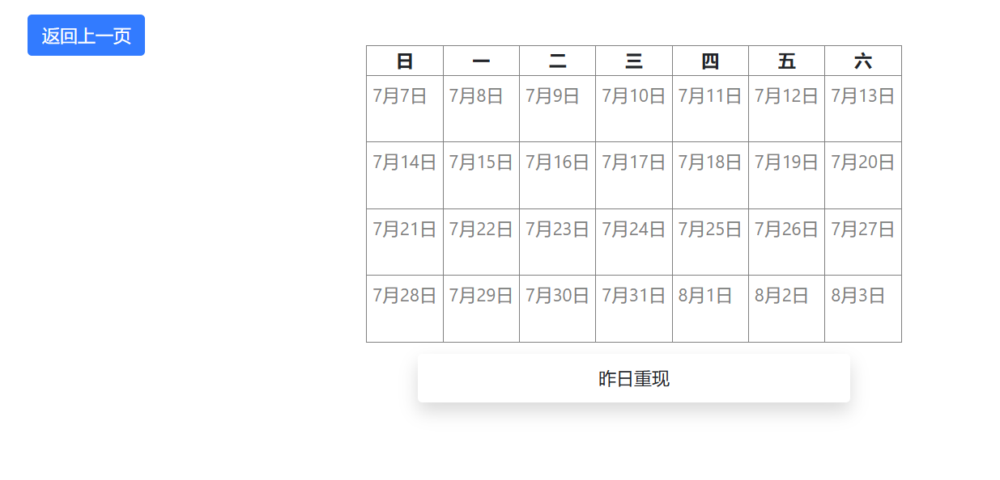 返回上一页
日 一 二 三 四 五 六
7月7日 7月8日 7月9日 7月10日 7月11日 7月12日 7月13日
7月14日 7月15日 7月16日 7月17日 7月18日 7月19日 7月20日
7月21日 7月22日 7月23日 7月24日 7月25日 7月26日 7月27日
7月28日 7月29日 7月30日 7月31日 8月1日 8月2日 8月3日
昨日重现